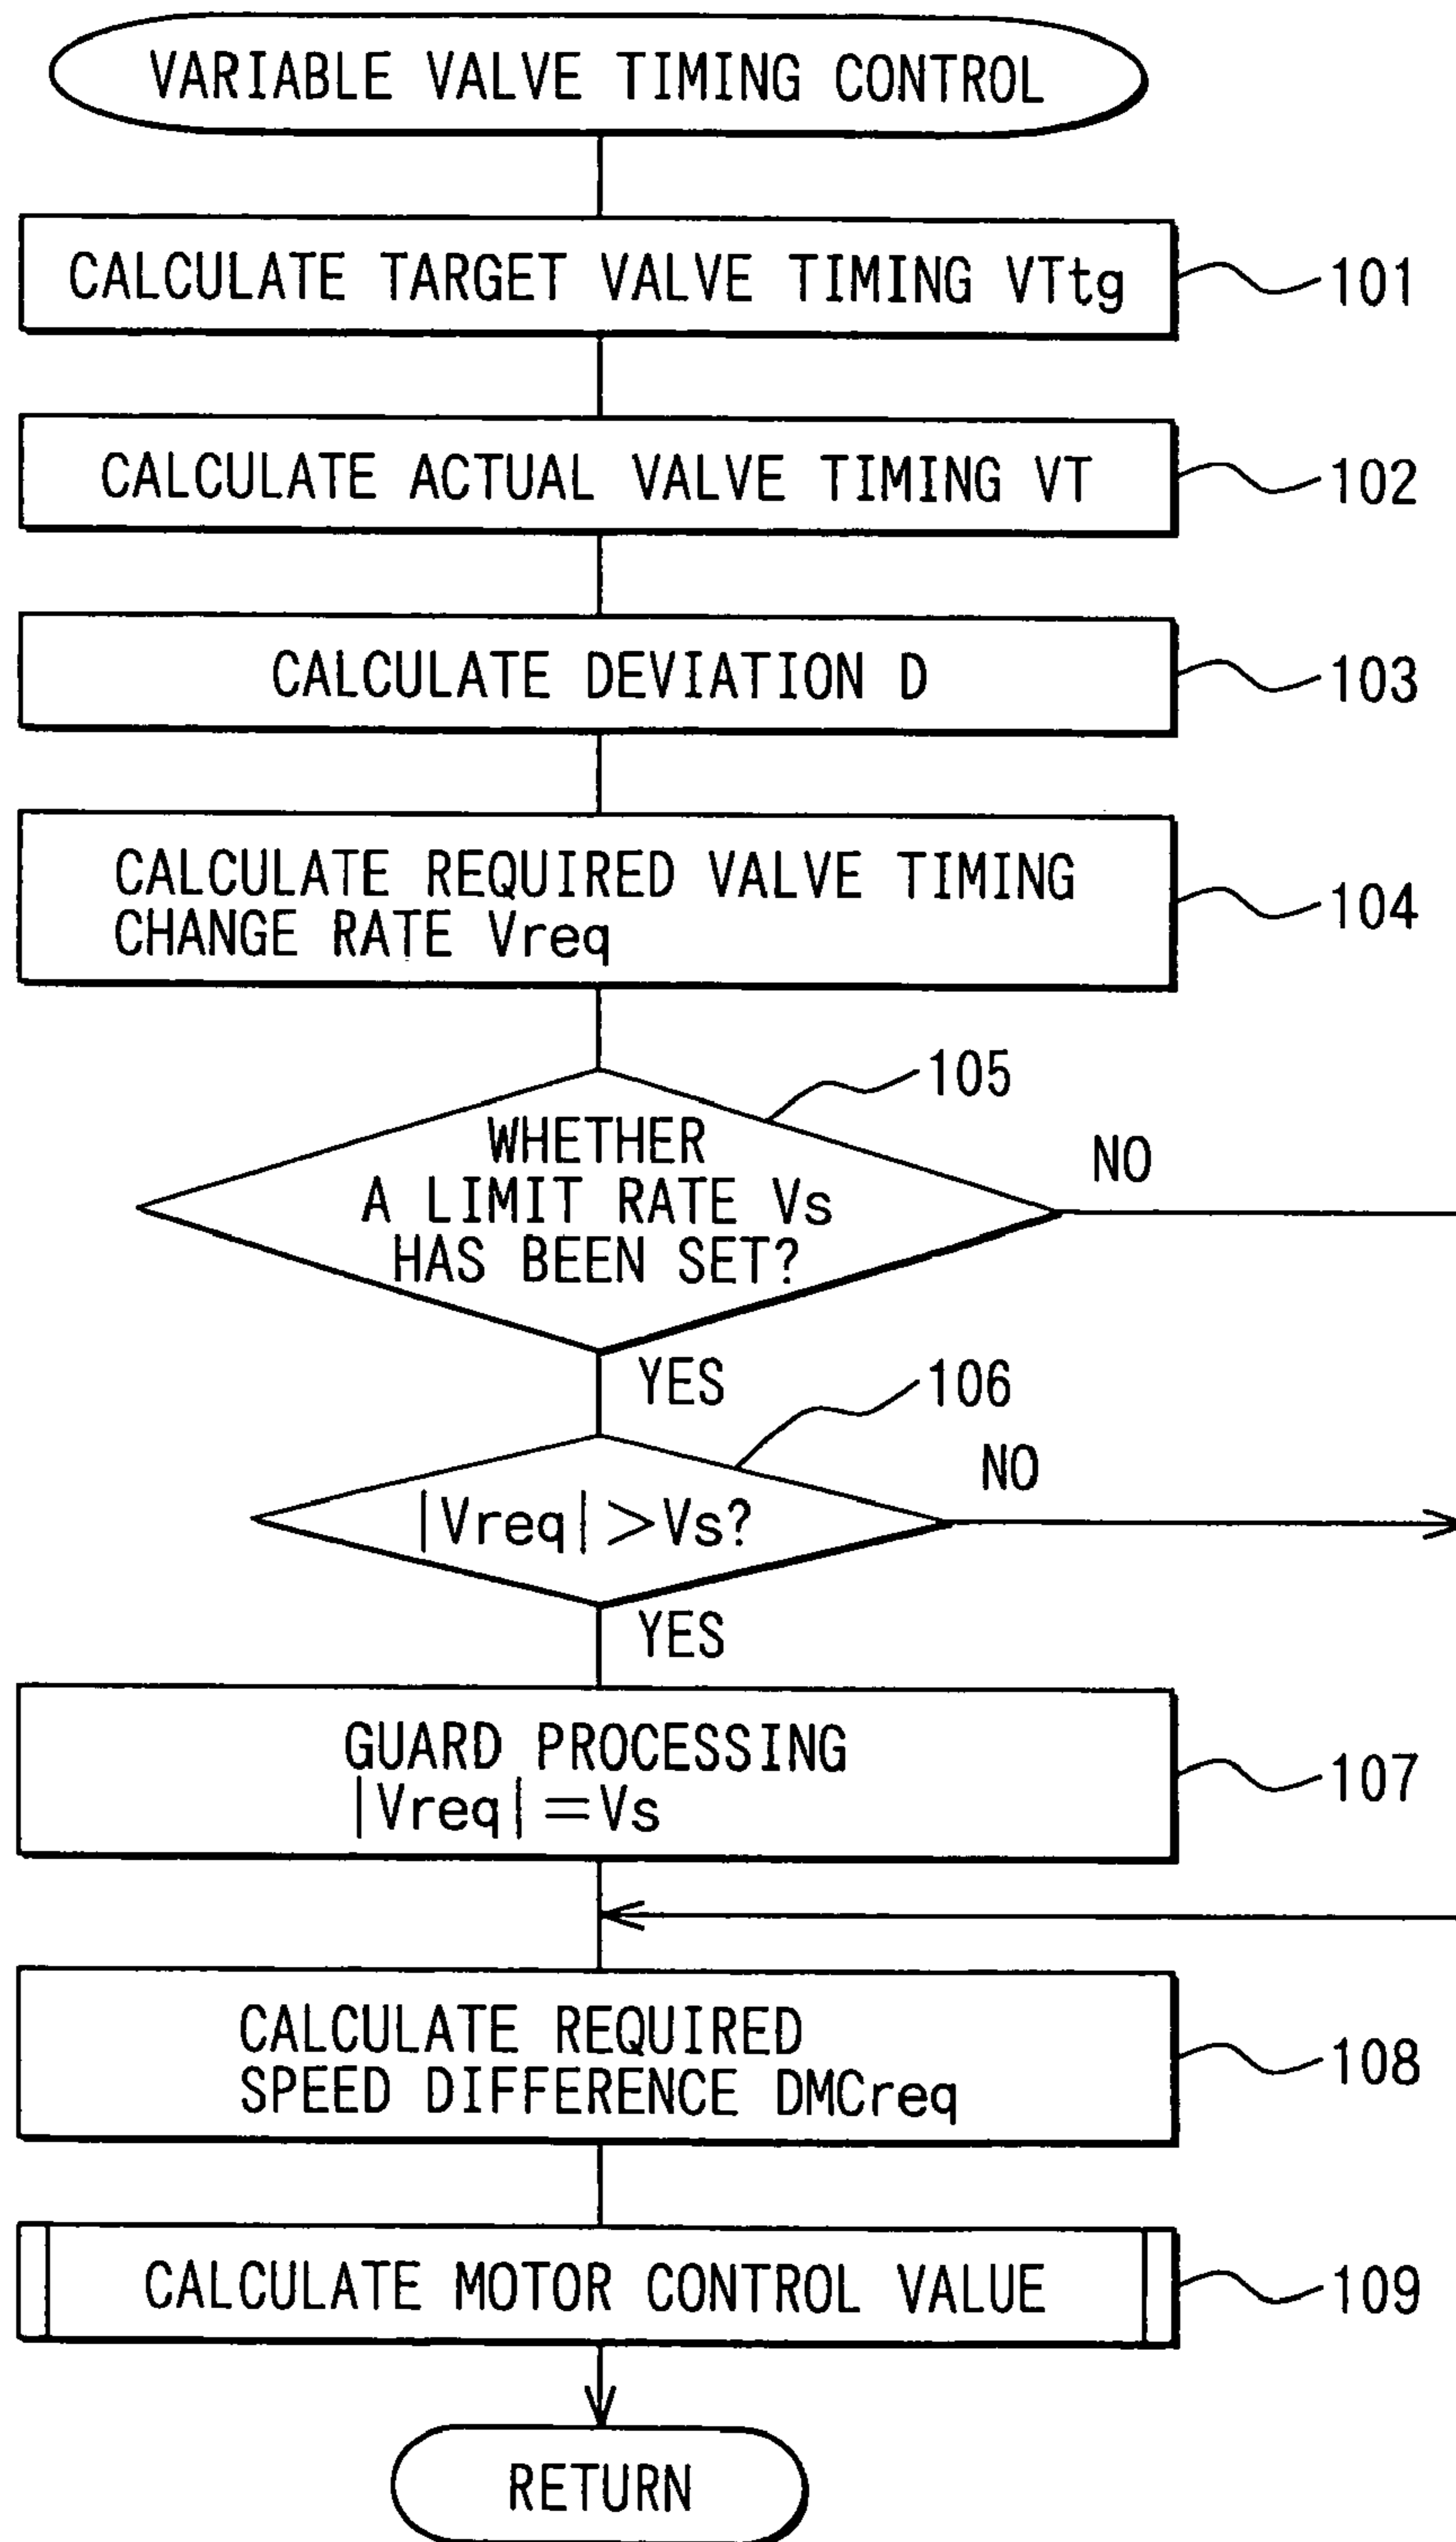 VARIABLE VALVE TIMING CONTROL
CALCULATE TARGET VALVE TIMING VTtg
101
CALCULATE ACTUAL VALVE TIMING VT
102
CALCULATE DEVIATION D
103
CALCULATE REQUIRED VALVE TIMING
CHANGE RATE Vreq
104
105
WHETHER
A LIMIT RATE Vs
HAS BEEN SET?
NO
YES
106
|Vreq|>Vs?
NO
YES
GUARD PROCESSING
|Vreq|=Vs
107
CALCULATE REQUIRED
SPEED DIFFERENCE DMCreq
108
CALCULATE MOTOR CONTROL VALUE
109
RETURN